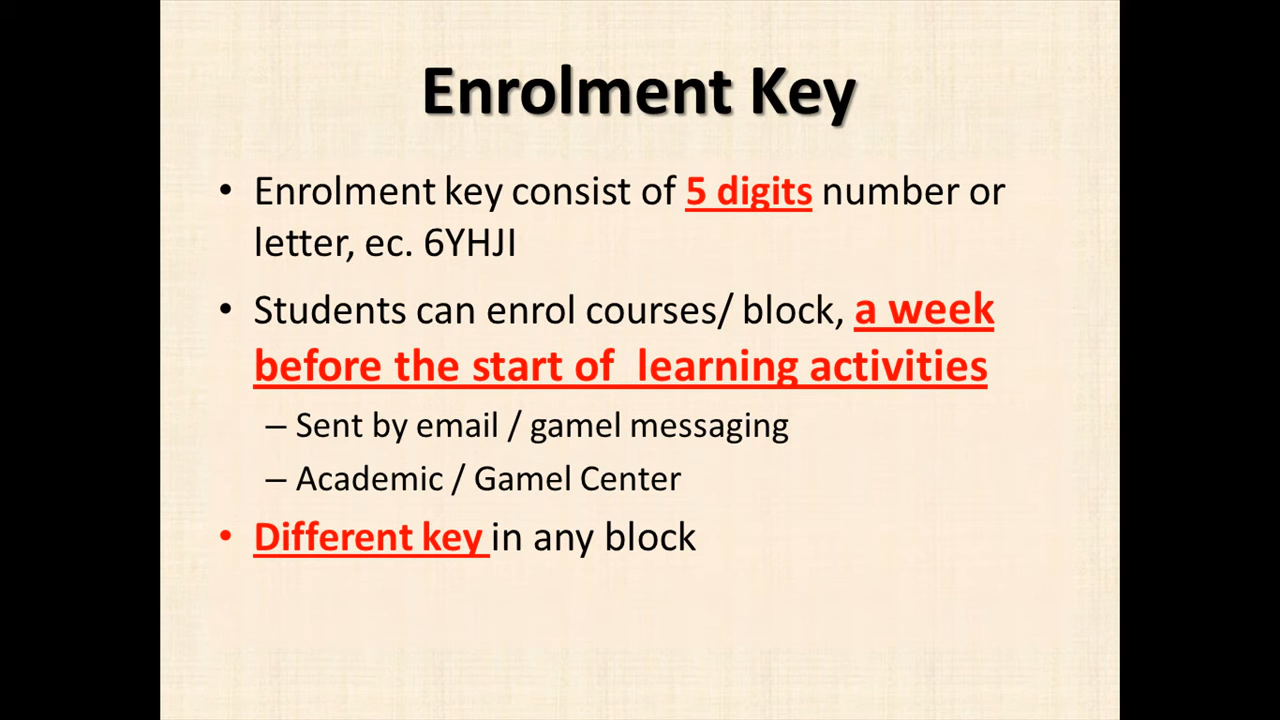 Enrolment Key
• Enrolment key consist of 5 digits number or
letter, ec. 6YHJI
• Students can enrol courses/ block, a week
before the start of learning activities
– Sent by email / gamel messaging
– Academic / Gamel Center
• Different key in any block